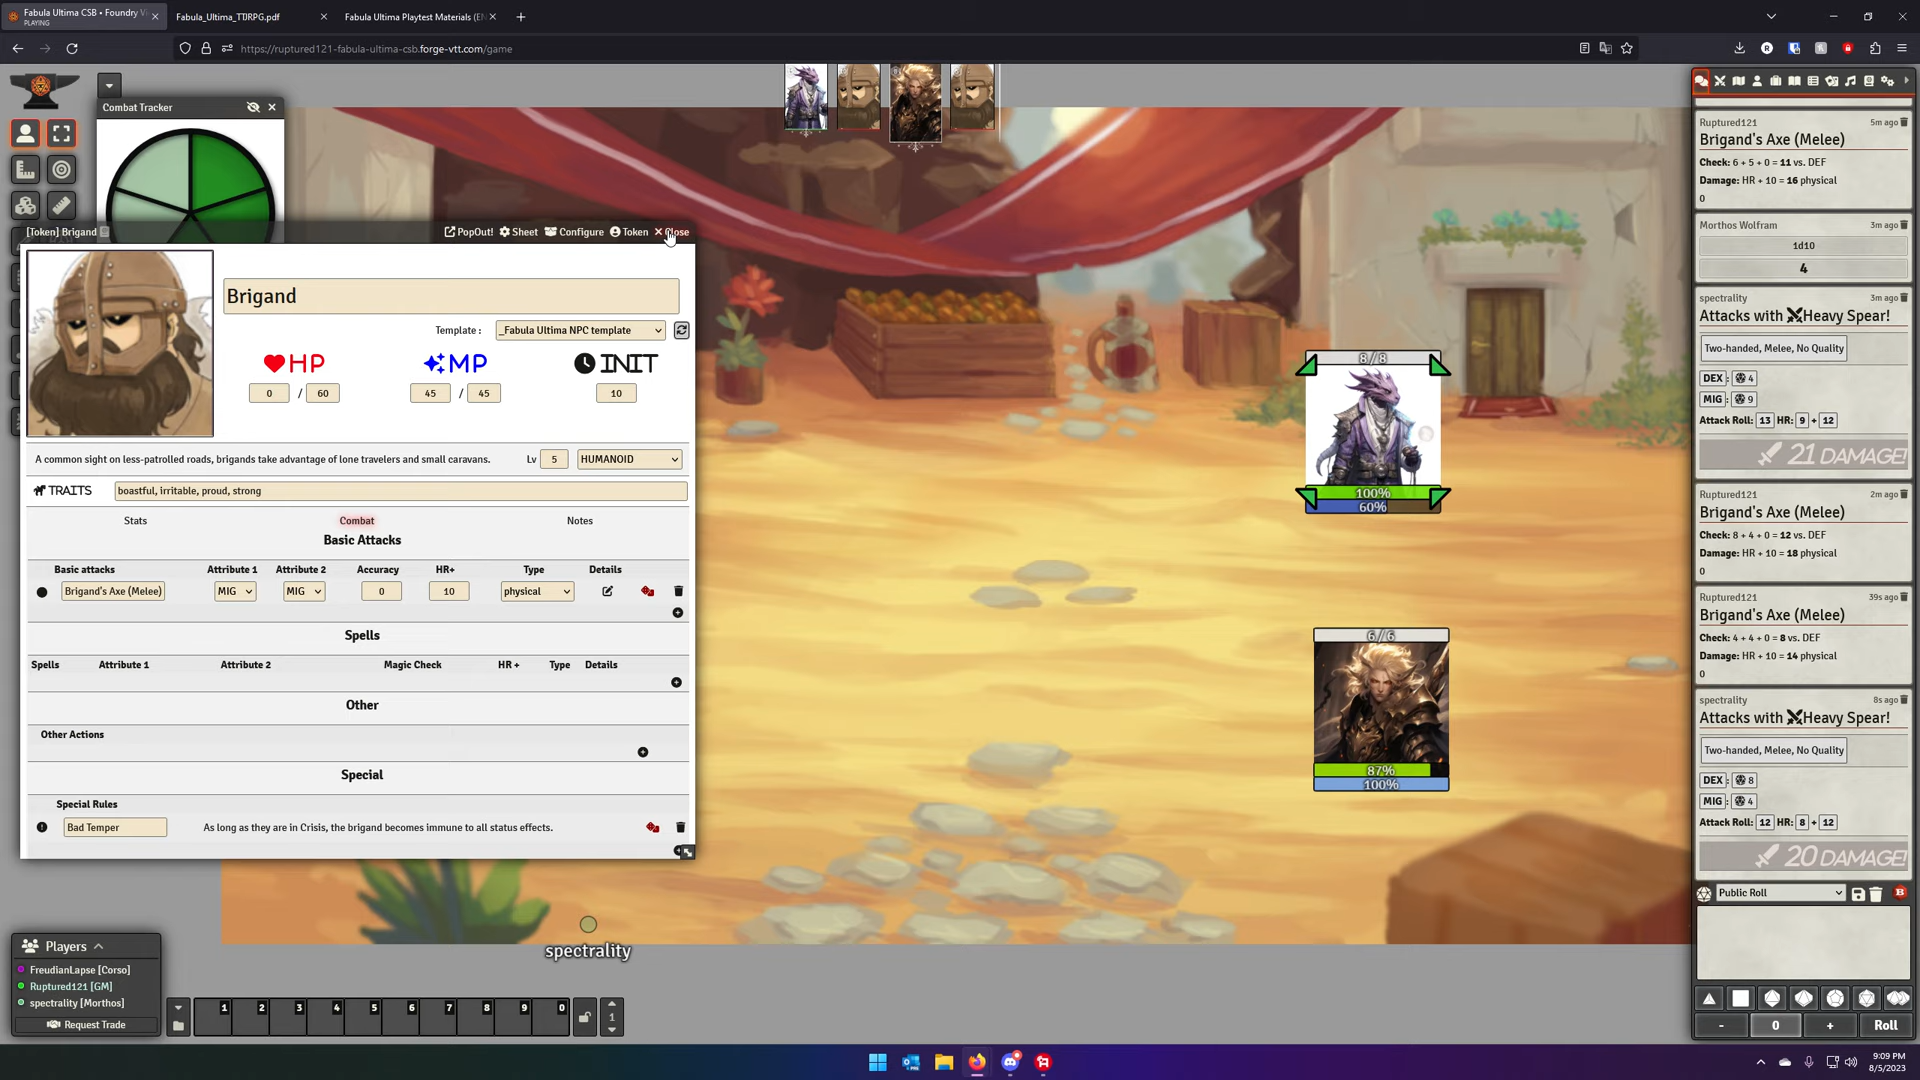 Fabula Ultima CSB • Foundry Vi
PLAYING
Fabula_Ultima_TTJRPG.pdf
Fabula Ultima Playtest Materials (EN
https://ruptured121-fabula-ultima-csb.forge-vtt.com/game
Combat Tracker
[Token] Brigand
PopOut!
Sheet
Configure
Token
Close
Brigand
Template :
_Fabula Ultima NPC template
HP
MP
INIT
0 / 60
45 / 45
10
A common sight on less-patrolled roads, brigands take advantage of lone travelers and small caravans.
Lv 5 HUMANOID
TRAITS
boastful, irritable, proud, strong
Stats
Combat
Notes
Basic Attacks
Basic attacks Attribute 1 Attribute 2 Accuracy HR+ Type Details
Brigand's Axe (Melee) MIG MIG 0 10 physical
Spells
Spells Attribute 1 Attribute 2 Magic Check HR + Type Details
Other
Other Actions
Special
Special Rules
Bad Temper
As long as they are in Crisis, the brigand becomes immune to all status effects.
8 / 8
100%
60%
6 / 6
87%
100%
spectrality
Players
FreudianLapse [Corso]
Ruptured121 [GM]
spectrality [Morthos]
Request Trade
1 2 3 4 5 6 7 8 9 0
1
Ruptured121 5m ago
Brigand's Axe (Melee)
Check: 6 + 5 + 0 = 11 vs. DEF
Damage: HR + 10 = 16 physical
0
Morthos Wolfram 3m ago
1d10
4
spectrality 3m ago
Attacks with Heavy Spear!
Two-handed, Melee, No Quality
DEX: 4
MIG: 9
Attack Roll: 13 HR: 9 + 12
21 DAMAGE!
Ruptured121 2m ago
Brigand's Axe (Melee)
Check: 8 + 4 + 0 = 12 vs. DEF
Damage: HR + 10 = 18 physical
0
Ruptured121 39s ago
Brigand's Axe (Melee)
Check: 4 + 4 + 0 = 8 vs. DEF
Damage: HR + 10 = 14 physical
0
spectrality 8s ago
Attacks with Heavy Spear!
Two-handed, Melee, No Quality
DEX: 8
MIG: 4
Attack Roll: 12 HR: 8 + 12
20 DAMAGE!
Public Roll
- 0 + Roll
9:09 PM
8/5/2023